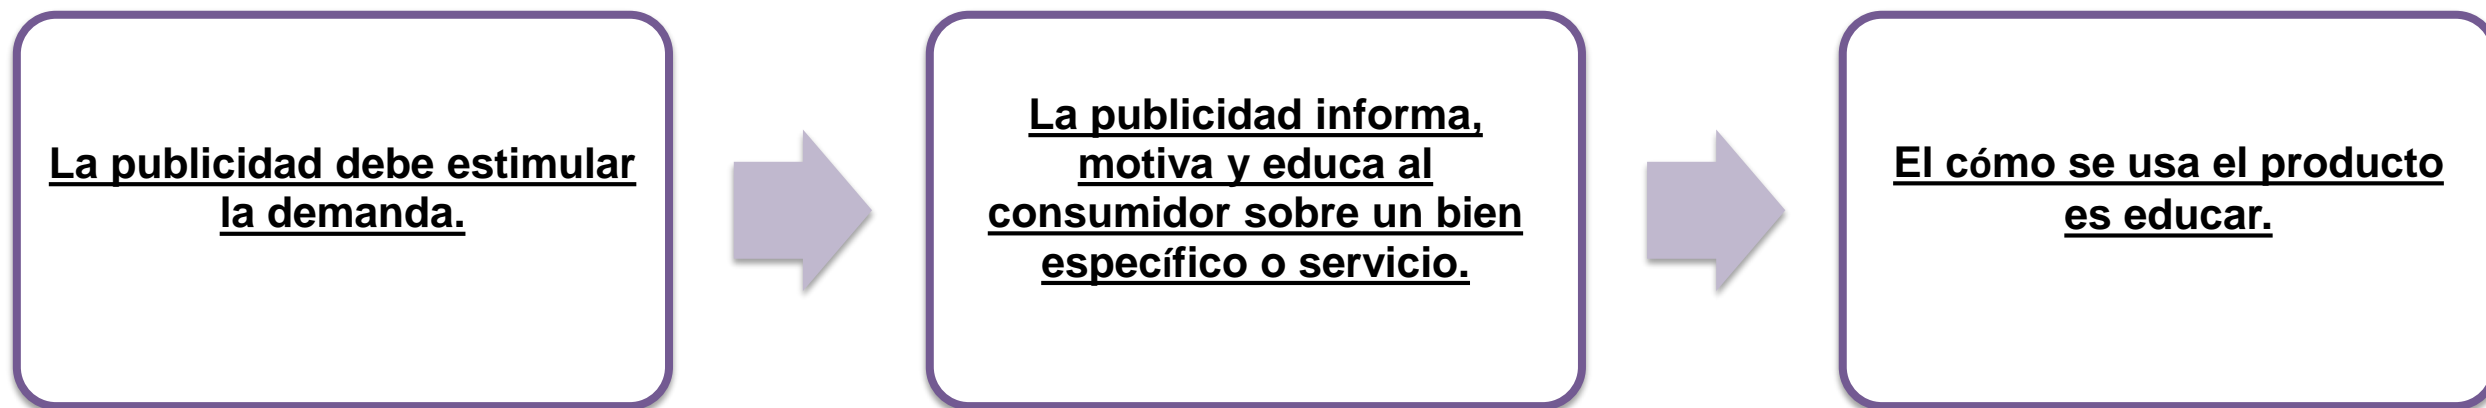 La publicidad debe estimular
la demanda.
La publicidad informa,
motiva y educa al
consumidor sobre un bien
específico o servicio.
El cómo se usa el producto
es educar.